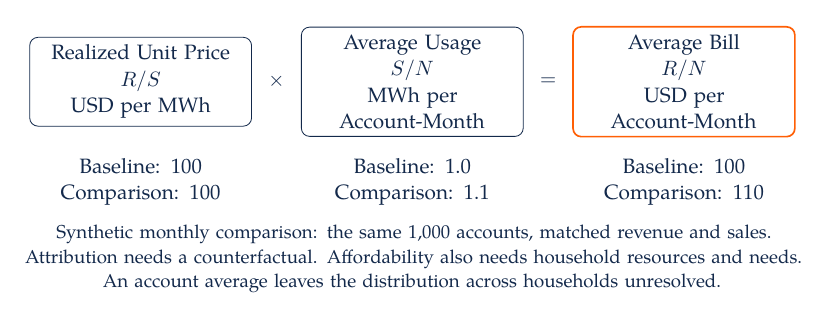 Realized Unit Price
R/S
USD per MWh
×
Average Usage
S/N
MWh per
Account-Month
=
Average Bill
R/N
USD per
Account-Month
Baseline: 100
Comparison: 100
Baseline: 1.0
Comparison: 1.1
Baseline: 100
Comparison: 110
Synthetic monthly comparison: the same 1,000 accounts, matched revenue and sales.
Attribution needs a counterfactual. Affordability also needs household resources and needs.
An account average leaves the distribution across households unresolved.